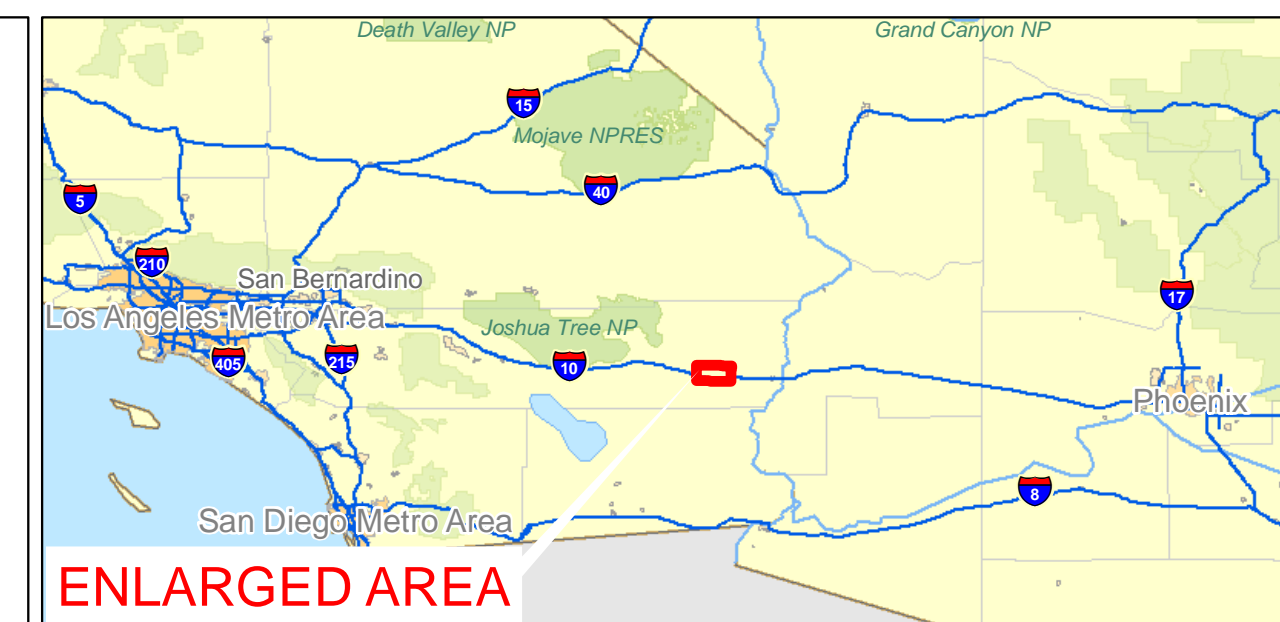 Death Valley NP
Grand Canyon NP
15
Mojave NPRES
40
5
210
San Bernardino
17
Los Angeles Metro Area
Joshua Tree NP
405
215
10
Phoenix
8
San Diego Metro Area
ENLARGED AREA